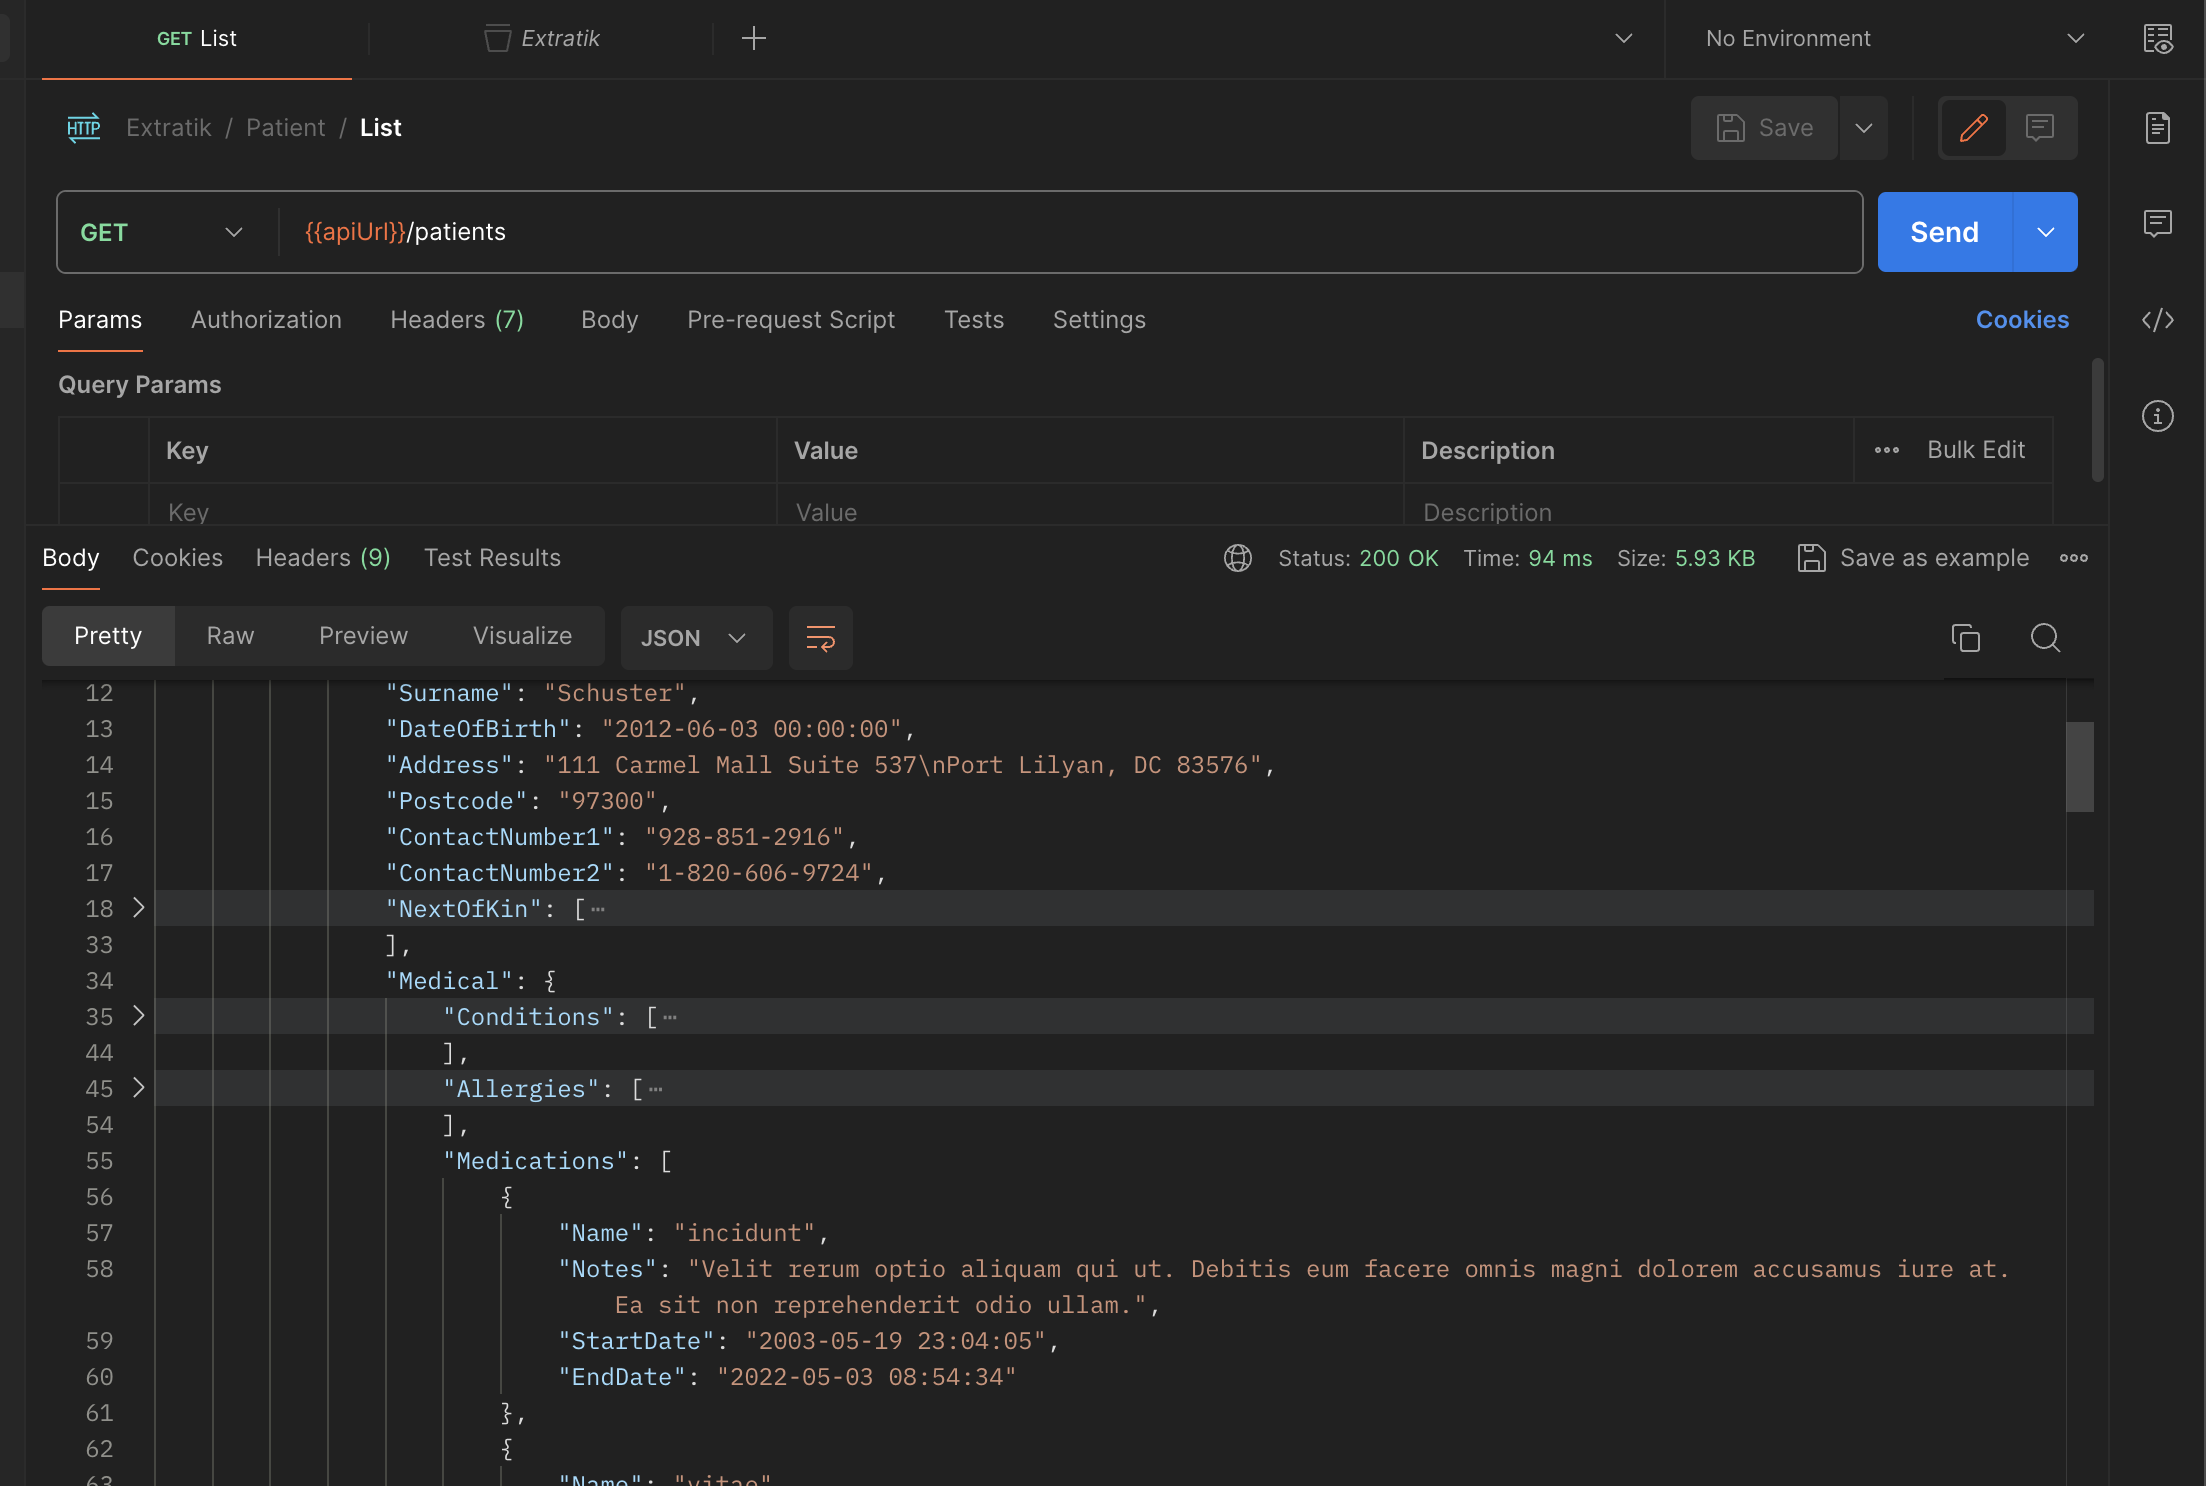 GET List
Extratik
No Environment
HTTP Extratik / Patient / List
Save
GET {{apiUrl}}/patients
Send
Params Authorization Headers (7) Body Pre-request Script Tests Settings Cookies
Query Params
Key Value Description Bulk Edit
Key Value Description
Body Cookies Headers (9) Test Results Status: 200 OK Time: 94 ms Size: 5.93 KB Save as example
Pretty Raw Preview Visualize JSON
12 "Surname": "Schuster",
13 "DateOfBirth": "2012-06-03 00:00:00",
14 "Address": "111 Carmel Mall Suite 537\nPort Lilyan, DC 83576",
15 "Postcode": "97300",
16 "ContactNumber1": "928-851-2916",
17 "ContactNumber2": "1-820-606-9724",
18 "NextOfKin": [⋯
33 ],
34 "Medical": {
35 "Conditions": [⋯
44 ],
45 "Allergies": [⋯
54 ],
55 "Medications": [
56 {
57 "Name": "incidunt",
58 "Notes": "Velit rerum optio aliquam qui ut. Debitis eum facere omnis magni dolorem accusamus iure at.
Ea sit non reprehenderit odio ullam.",
59 "StartDate": "2003-05-19 23:04:05",
60 "EndDate": "2022-05-03 08:54:34"
61 },
62 {
63 "Name": "vitae"